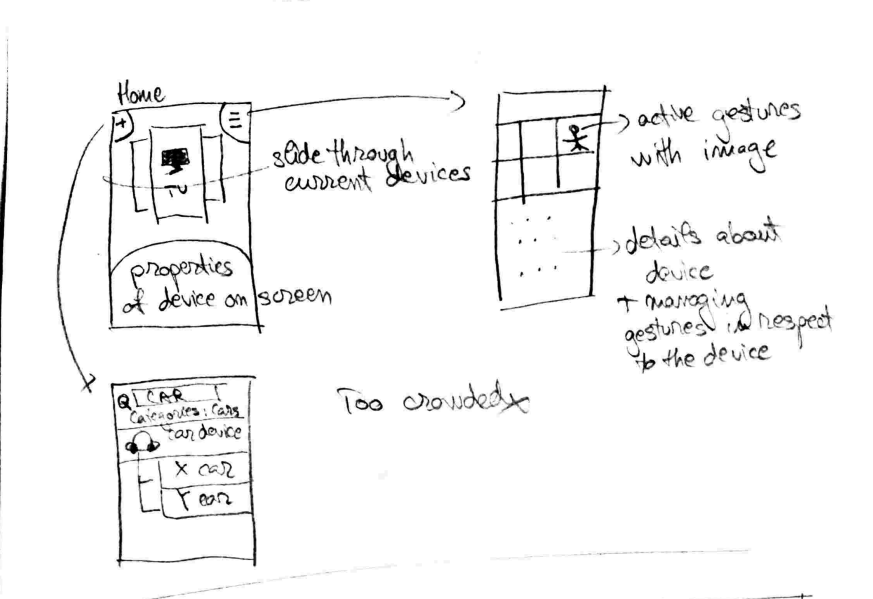 Home
+
TV
slide through
current devices
properties
of device on screen
active gestures
with image
details about
device
+ managing
gestures in respect
to the device
Q CAR
Categories: Cars
Car device
X car
Y car
Too crowded x